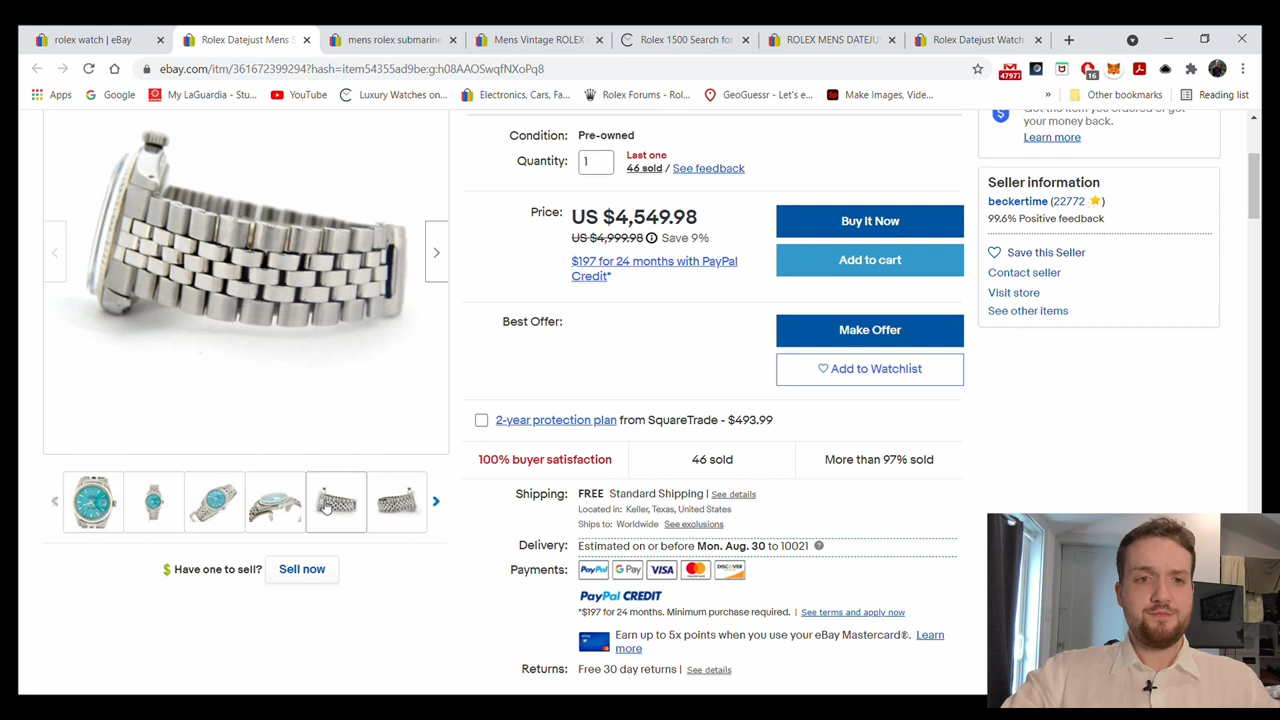 rolex watch | eBay
Rolex Datejust Mens S
mens rolex submarine
Mens Vintage ROLEX
Rolex 1500 Search for
ROLEX MENS DATEJU
Rolex Datejust Watch
ebay.com/itm/361672399294?hash=item54355ad9be:g:h08AAOSwqfNXoPq8
47977
16
Apps
Google
My LaGuardia - Stu...
YouTube
Luxury Watches on...
Electronics, Cars, Fa...
Rolex Forums - Rol...
GeoGuessr - Let's e...
Make Images, Vide...
»
Other bookmarks
Reading list
your money back.
Learn more
Condition: Pre-owned
Quantity: 1
Last one
46 sold / See feedback
Price: US $4,549.98
US $4,999.98 Save 9%
$197 for 24 months with PayPal
Credit*
Buy It Now
Add to cart
Best Offer:
Make Offer
Add to Watchlist
2-year protection plan from SquareTrade - $493.99
100% buyer satisfaction
46 sold
More than 97% sold
Shipping: FREE Standard Shipping | See details
Located in: Keller, Texas, United States
Ships to: Worldwide See exclusions
Delivery: Estimated on or before Mon. Aug. 30 to 10021
Payments: PayPal G Pay VISA mastercard DISCOVER
PayPal CREDIT
*$197 for 24 months. Minimum purchase required. | See terms and apply now
Earn up to 5x points when you use your eBay Mastercard®. Learn
more
Returns: Free 30 day returns | See details
Seller information
beckertime (22772 )
99.6% Positive feedback
Save this Seller
Contact seller
Visit store
See other items
$ Have one to sell? Sell now